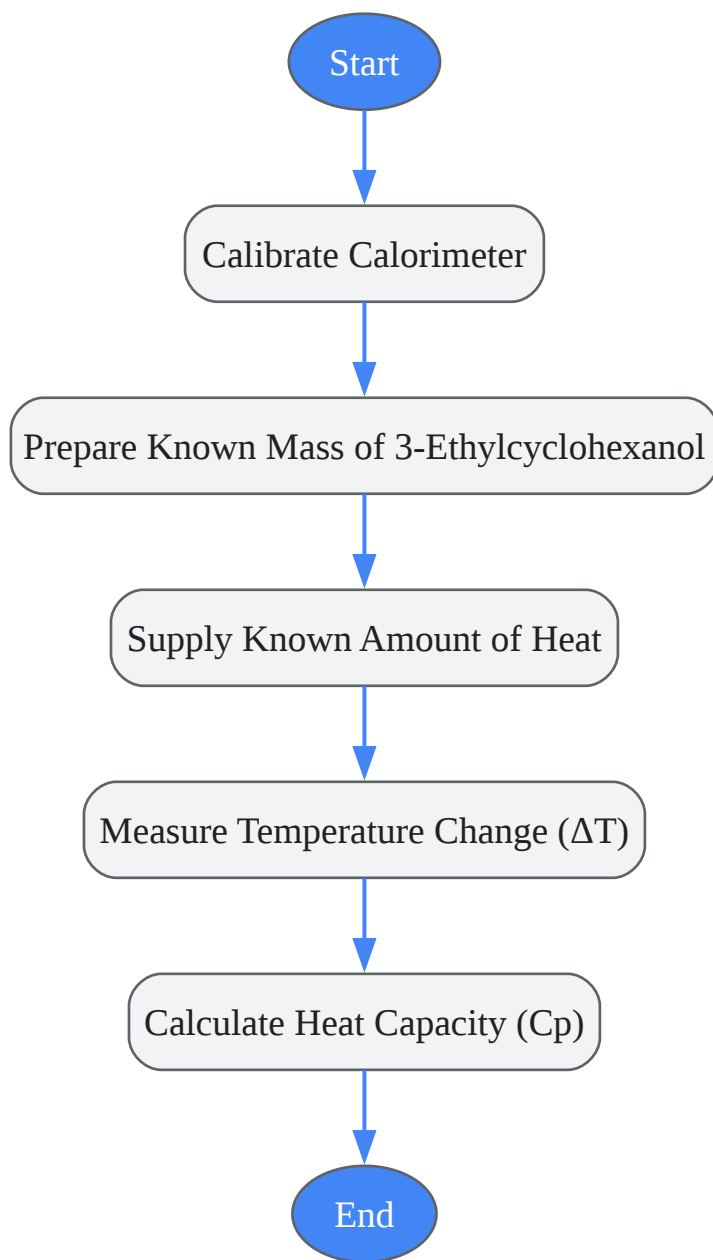 Start
Calibrate Calorimeter
Prepare Known Mass of 3-Ethylcyclohexanol
Supply Known Amount of Heat
Measure Temperature Change (ΔT)
Calculate Heat Capacity (Cp)
End